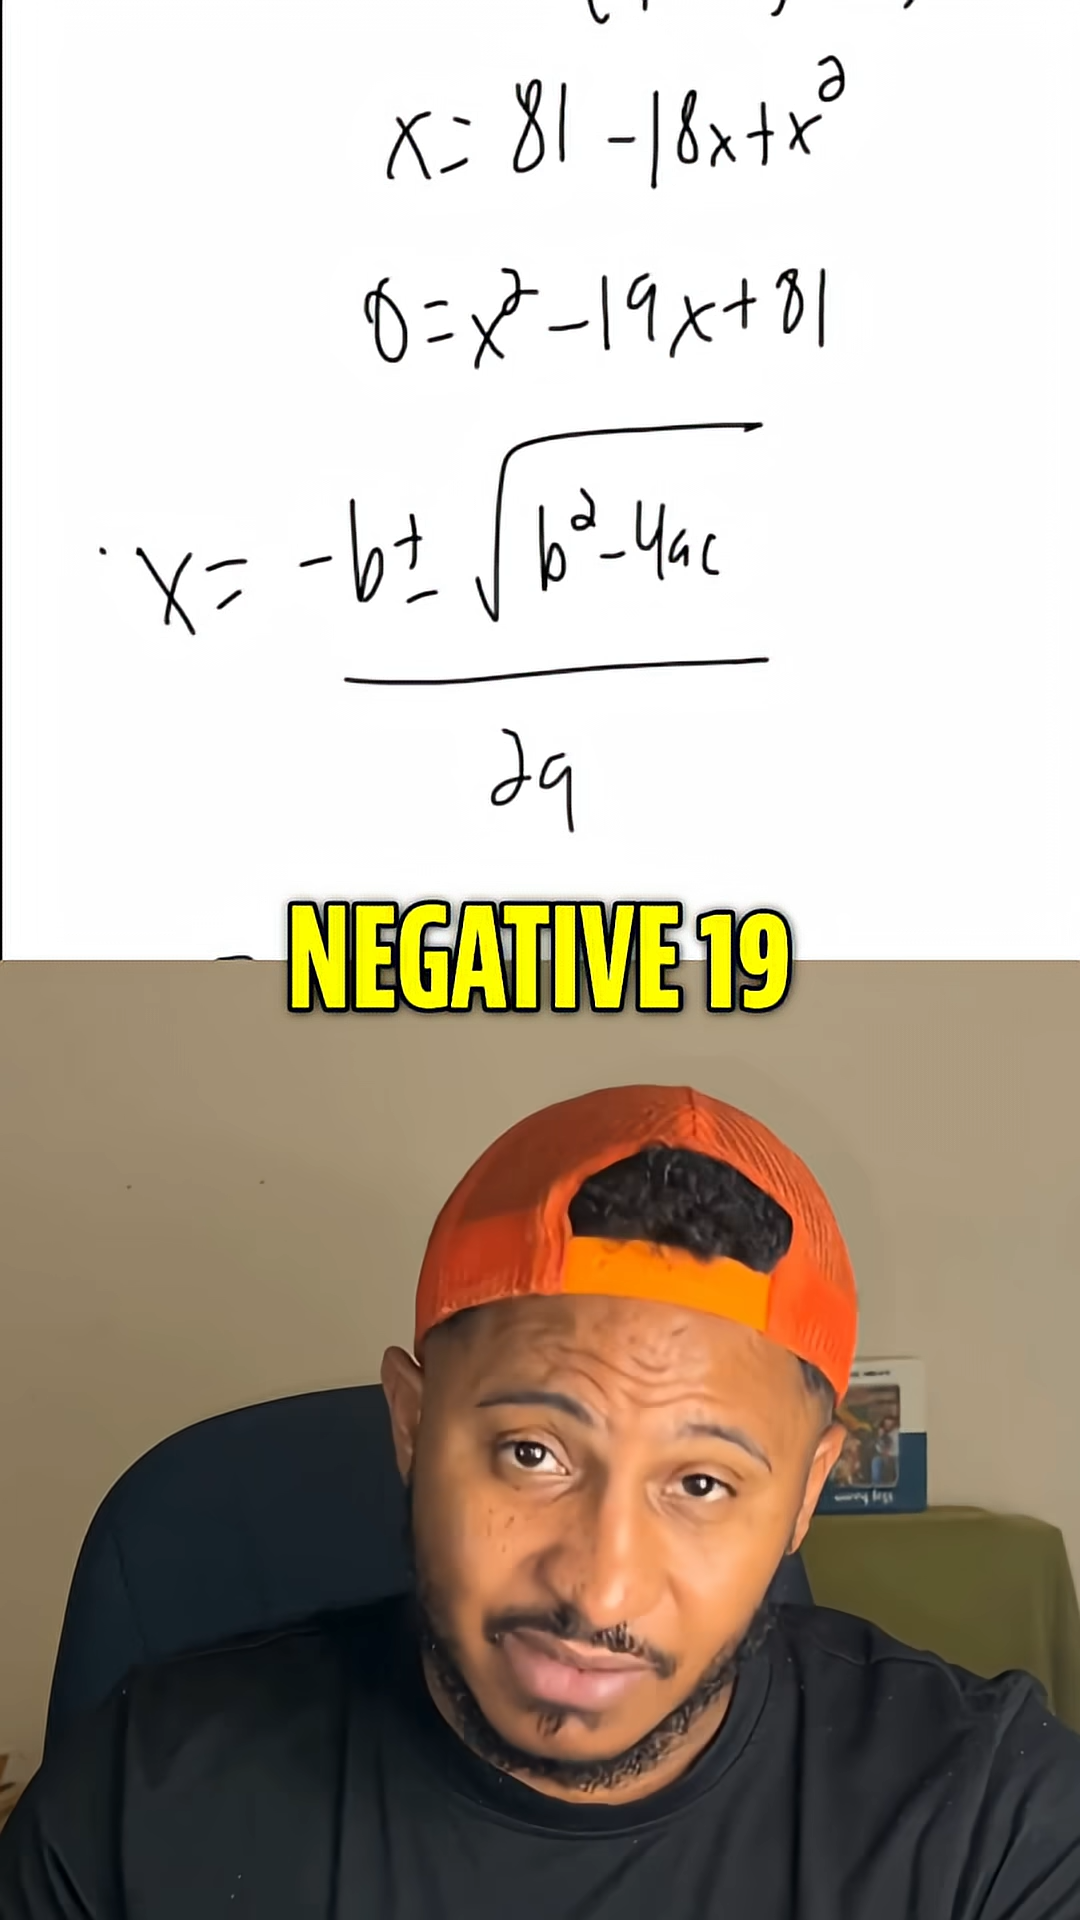 x = 81 - 18x + x²
0 = x² - 19x + 81
x = -b ± √(b² - 4ac)
2a
NEGATIVE 19